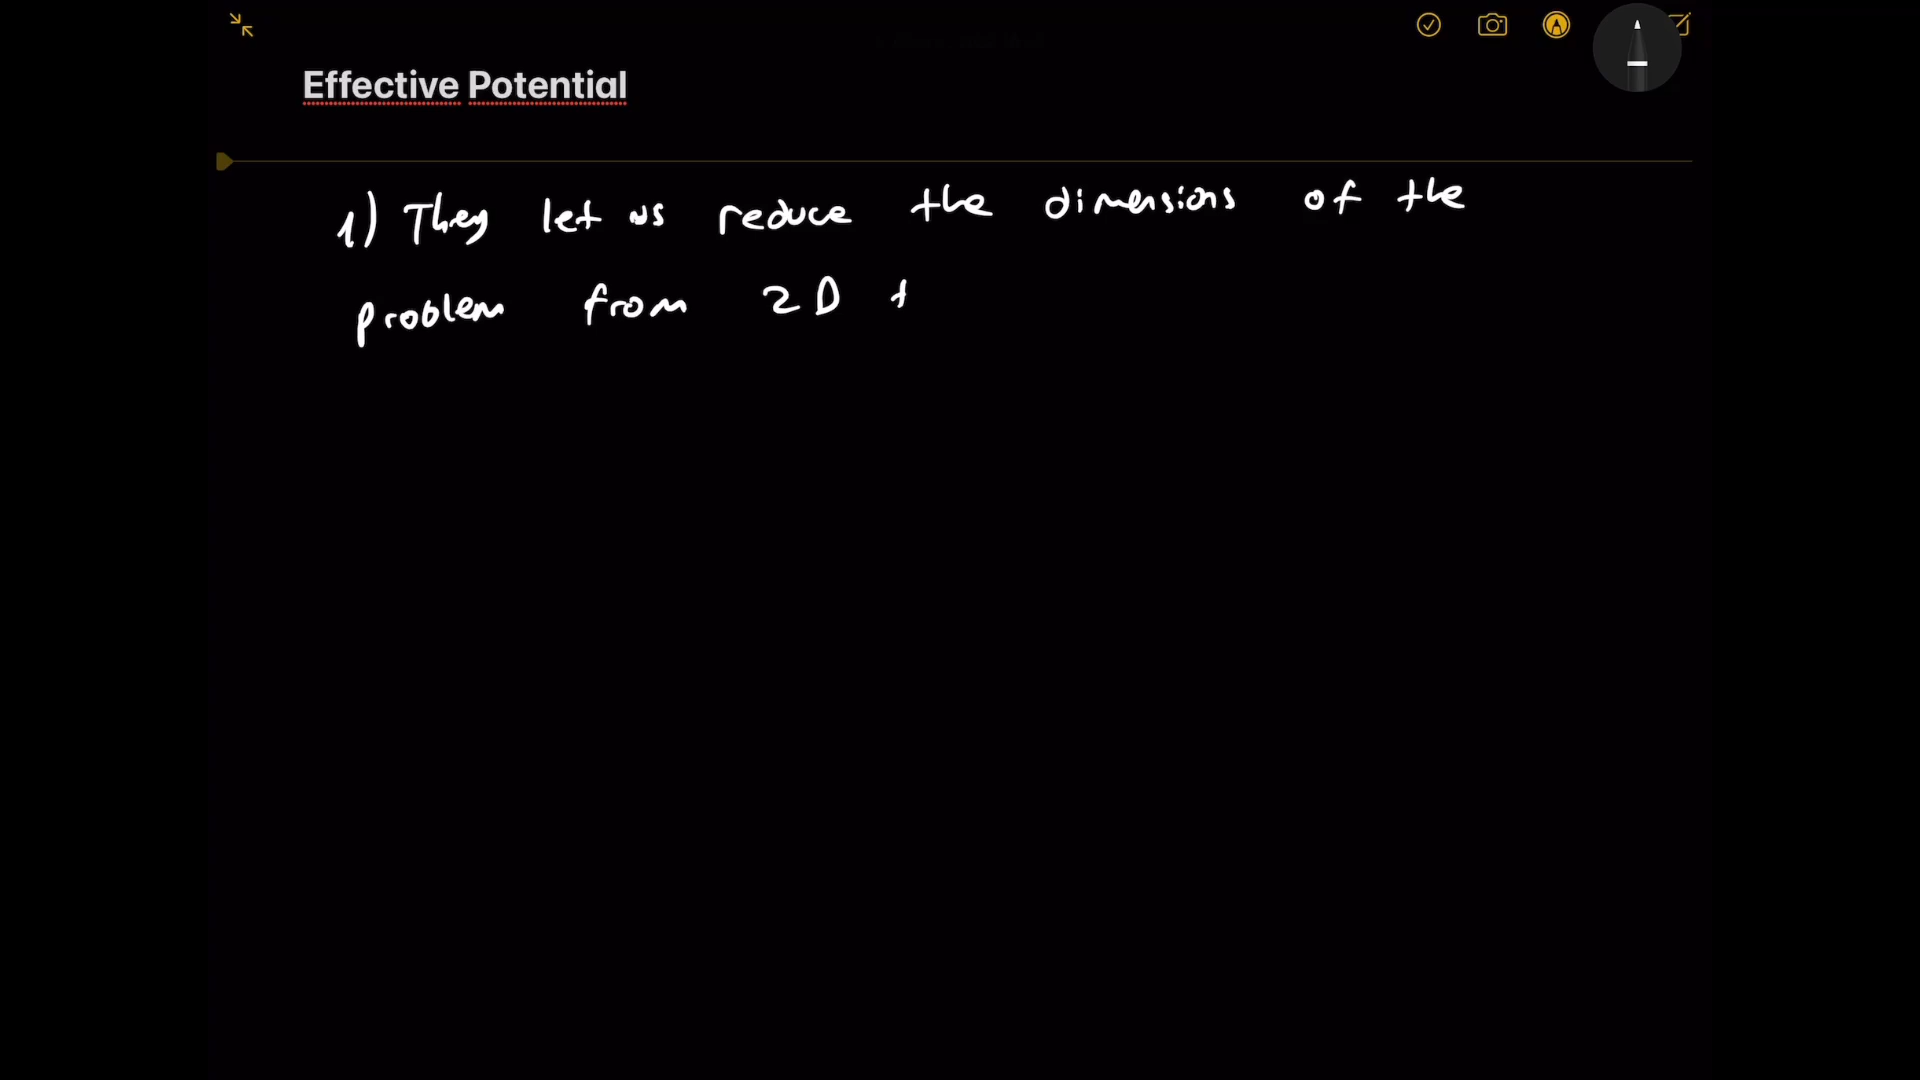 Effective Potential
1) They let us reduce the dimensions of the
problem from 2D t